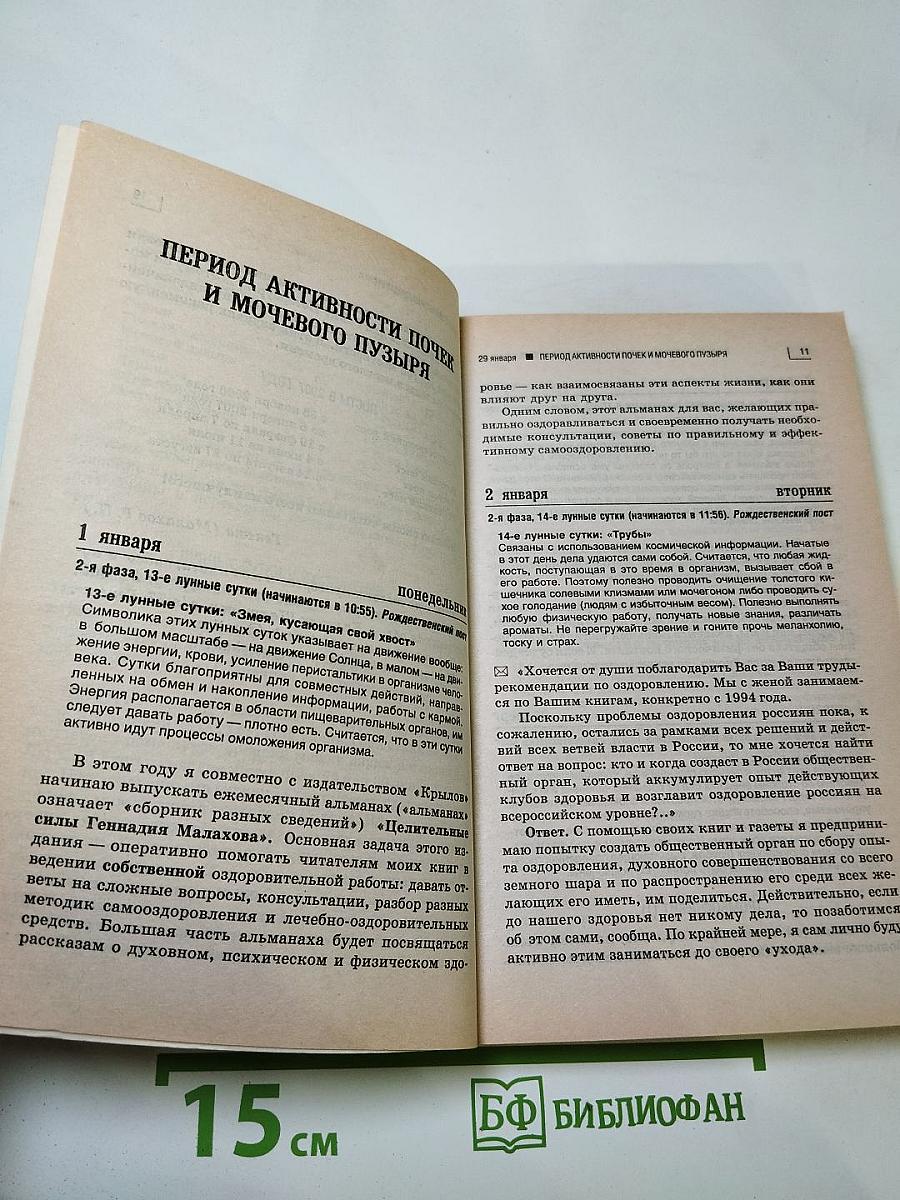 ПЕРИОД АКТИВНОСТИ ПОЧЕК
И МОЧЕВОГО ПУЗЫРЯ
1 января
понедельник
2-я фаза, 13-е лунные сутки (начинаются в 10:55). Рождественский пост
13-е лунные сутки: «Змея, кусающая свой хвост»
Символика этих лунных суток указывает на движение вообще:
в большом масштабе — на движение Солнца, в малом — на дви-
жение энергии, крови, усиление перистальтики в организме чело-
века. Сутки благоприятны для совместных действий, направ-
ленных на обмен и накопление информации, работы с кармой.
Энергия располагается в области пищеварительных органов, им
следует давать работу — плотно есть. Считается, что в эти сутки
активно идут процессы омоложения организма.
В этом году я совместно с издательством «Крылов»
начинаю выпускать ежемесячный альманах («альманах»
означает «сборник разных сведений») «Целительные
силы Геннадия Малахова». Основная задача этого из-
дания — оперативно помогать читателям моих книг в
ведении собственной оздоровительной работы: давать от-
веты на сложные вопросы, консультации, разбор разных
методик самооздоровления и лечебно-оздоровительных
средств. Большая часть альманаха будет посвящаться
рассказам о духовном, психическом и физическом здо-
29 января ■ ПЕРИОД АКТИВНОСТИ ПОЧЕК И МОЧЕВОГО ПУЗЫРЯ 11
ровье — как взаимосвязаны эти аспекты жизни, как они
влияют друг на друга.
Одним словом, этот альманах для вас, желающих пра-
вильно оздоравливаться и своевременно получать необхо-
димые консультации, советы по правильному и эффек-
тивному самооздоровлению.
2 января вторник
2-я фаза, 14-е лунные сутки (начинаются в 11:56). Рождественский пост
14-е лунные сутки: «Трубы»
Связаны с использованием космической информации. Начатые
в этот день дела удаются сами собой. Считается, что любая жид-
кость, поступающая в это время в организм, вызывает сбой в
его работе. Поэтому полезно проводить очищение толстого ки-
шечника солевыми клизмами или мочегоном либо проводить су-
хое голодание (людям с избыточным весом). Полезно выполнять
любую физическую работу, получать новые знания, различать
ароматы. Не перегружайте зрение и гоните прочь меланхолию,
тоску и страх.
«Хочется от души поблагодарить Вас за Ваши труды-
рекомендации по оздоровлению. Мы с женой занимаем-
ся по Вашим книгам, конкретно с 1994 года.
Поскольку проблемы оздоровления россиян пока, к
сожалению, остались за рамками всех решений и дейст-
вий всех ветвей власти в России, то мне хочется найти
ответ на вопрос: кто и когда создаст в России обществен-
ный орган, который аккумулирует опыт действующих
клубов здоровья и возглавит оздоровление россиян на
всероссийском уровне?..»
Ответ. С помощью своих книг и газеты я предприни-
маю попытку создать общественный орган по сбору опы-
та оздоровления, духовного совершенствования со всего
земного шара и по распространению его среди всех же-
лающих его иметь, им поделиться. Действительно, если
до нашего здоровья нет никому дела, то позаботимся
об этом сами, сообща. По крайней мере, я сам лично буду
активно этим заниматься до своего «ухода».
15 см
БФ БИБЛИОФАН